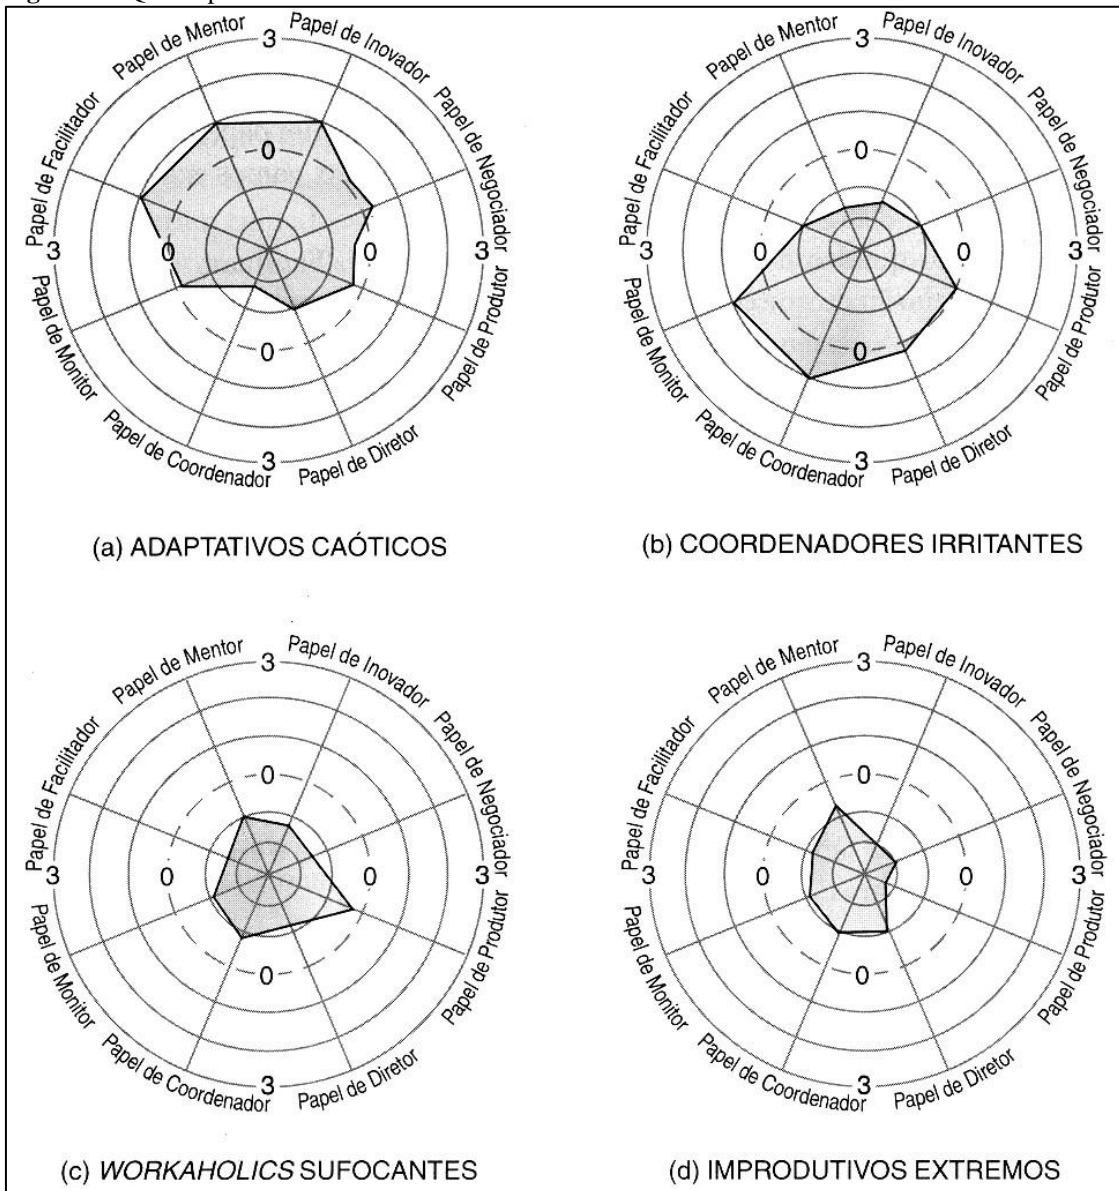 3
Papel de Mentor
Papel de Inovador
Papel de Facilitador
Papel de Negociador
0
3
0
0
Papel de Monitor
Papel de Produtor
0
Papel de Coordenador
Papel de Diretor
3
(a) ADAPTATIVOS CAÓTICOS
3
Papel de Mentor
Papel de Inovador
Papel de Facilitador
Papel de Negociador
0
3
0
0
3
Papel de Monitor
Papel de Produtor
0
Papel de Coordenador
Papel de Diretor
3
(b) COORDENADORES IRRITANTES
3
Papel de Mentor
Papel de Inovador
Papel de Facilitador
Papel de Negociador
0
3
0
0
3
Papel de Monitor
Papel de Produtor
0
Papel de Coordenador
Papel de Diretor
3
(c) WORKAHOLICS SUFOCANTES
3
Papel de Mentor
Papel de Inovador
Papel de Facilitador
Papel de Negociador
0
3
0
0
3
Papel de Monitor
Papel de Produtor
0
Papel de Coordenador
Papel de Diretor
3
(d) IMPRODUTIVOS EXTREMOS